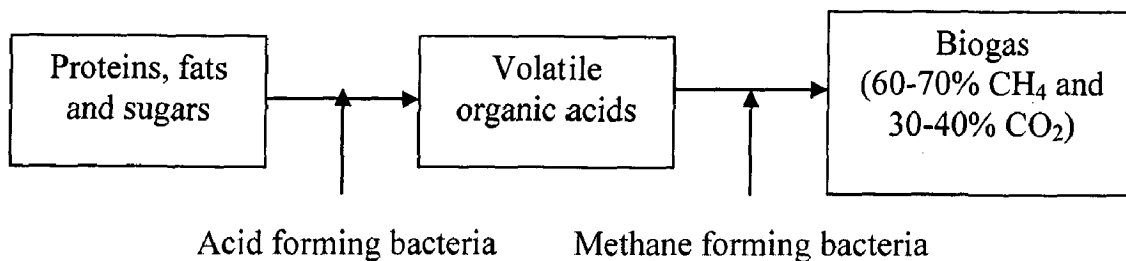 Proteins, fats
and sugars
Volatile
organic acids
Biogas
(60-70% CH₄ and
30-40% CO₂)
Acid forming bacteria
Methane forming bacteria